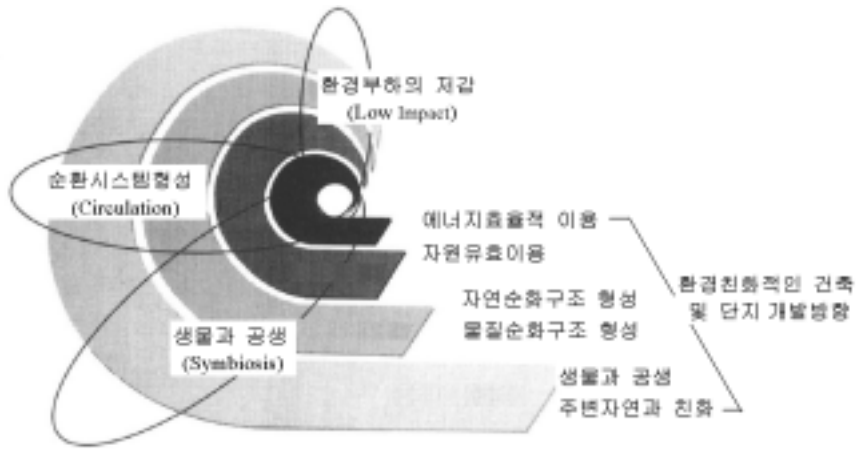 환경부하의 저감
(Low Impact)
순환시스템형성
(Circulation)
생물과 공생
(Symbiosis)
에너지효율적 이용
자원유효이용
자연순화구조 형성
물질순화구조 형성
생물과 공생
주변자연과 친화
환경친화적인 건축
및 단지 개발방향